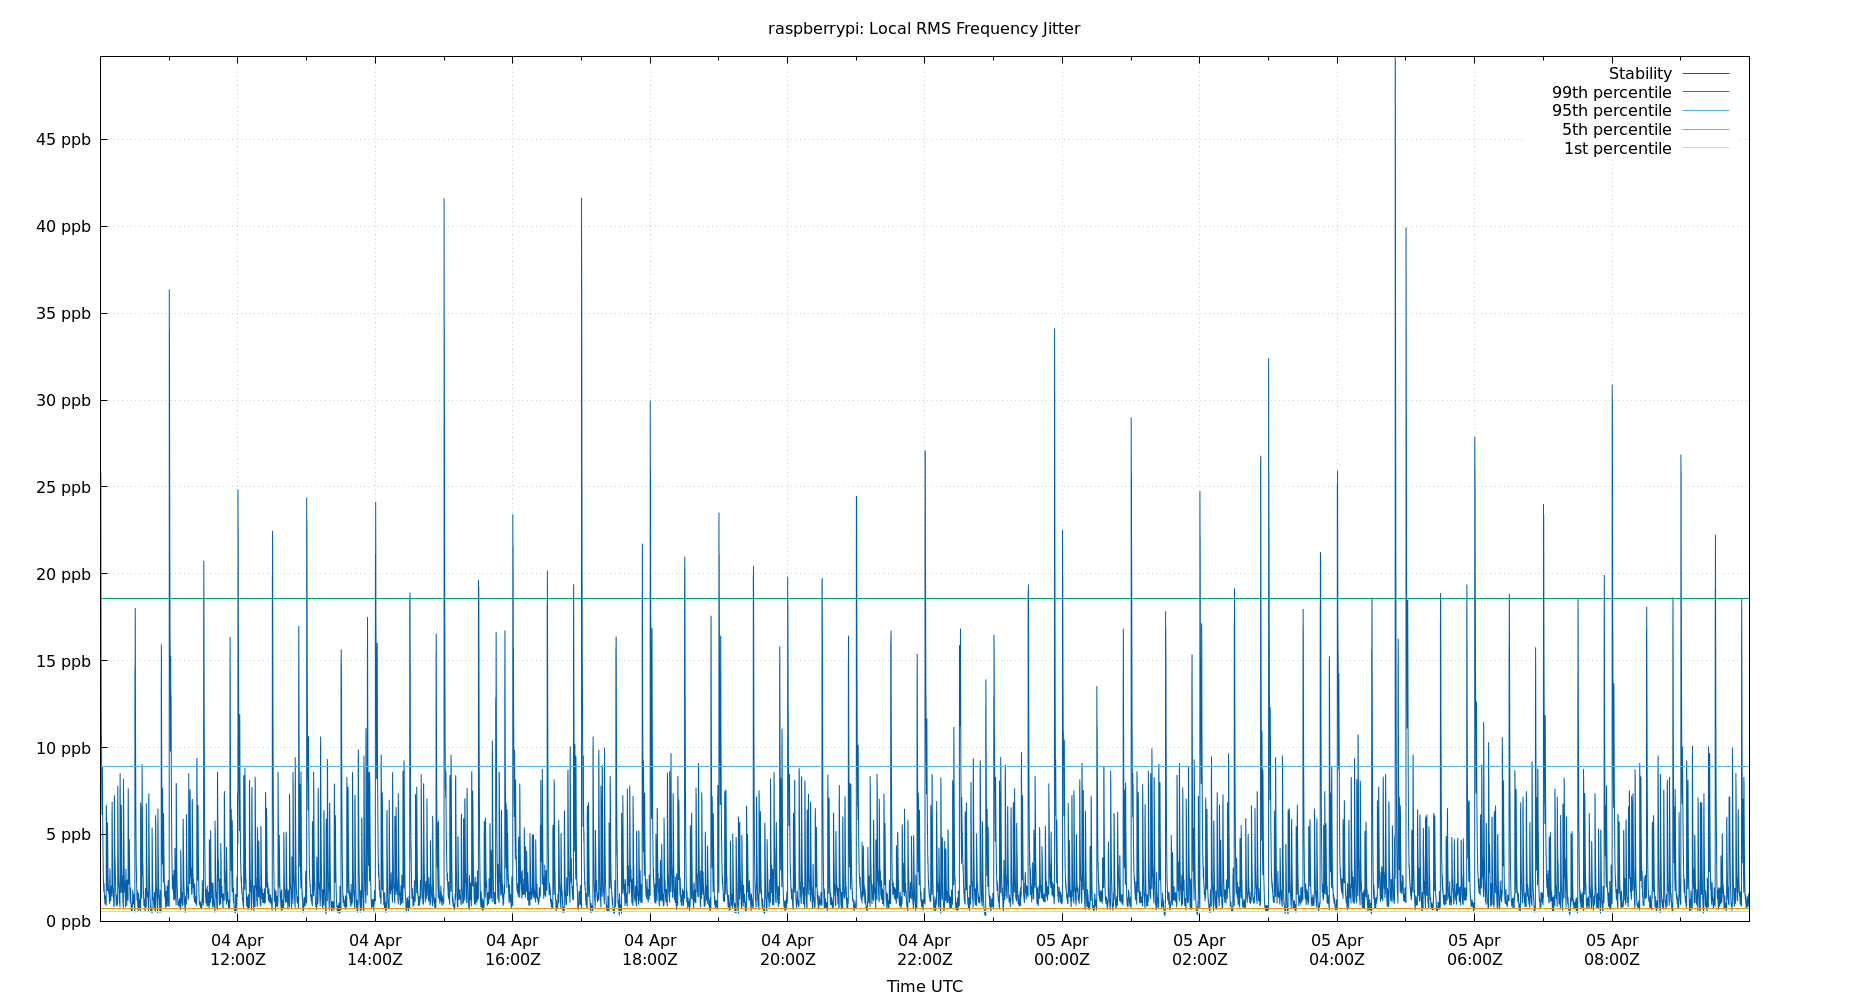 raspberrypi: Local RMS Frequency Jitter
Stability
99th percentile
95th percentile
5th percentile
1st percentile
45 ppb
40 ppb
35 ppb
30 ppb
25 ppb
20 ppb
15 ppb
10 ppb
5 ppb
0 ppb
04 Apr 04 Apr 04 Apr 04 Apr 04 Apr 04 Apr 05 Apr 05 Apr 05 Apr 05 Apr 05 Apr
12:00Z 14:00Z 16:00Z 18:00Z 20:00Z 22:00Z 00:00Z 02:00Z 04:00Z 06:00Z 08:00Z
Time UTC